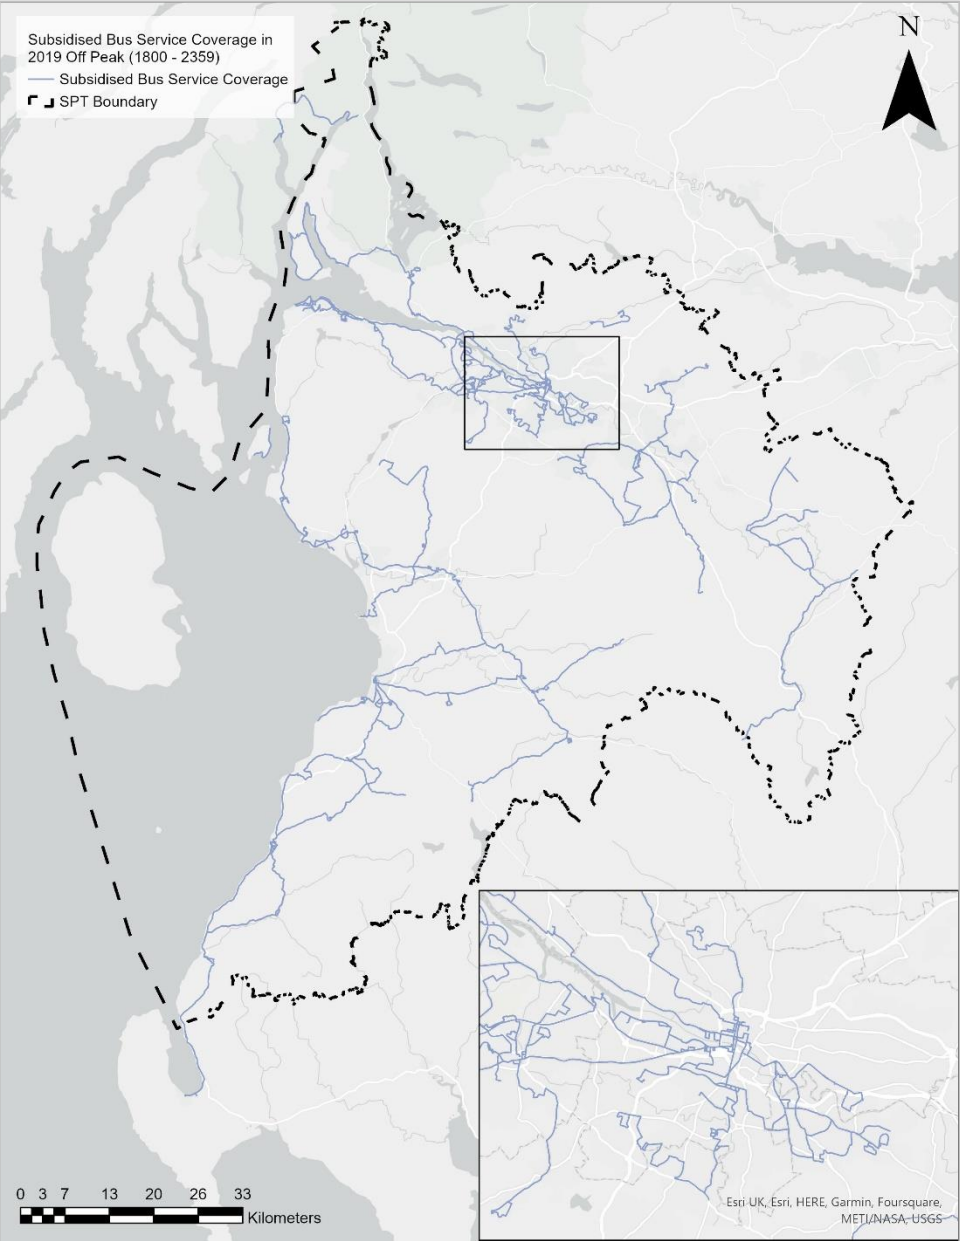 Subsidised Bus Service Coverage in
2019 Off Peak (1800 - 2359)
Subsidised Bus Service Coverage
SPT Boundary
N
0 3 7 13 20 26 33
Kilometers
Esri UK, Esri, HERE, Garmin, Foursquare,
METI/NASA, USGS